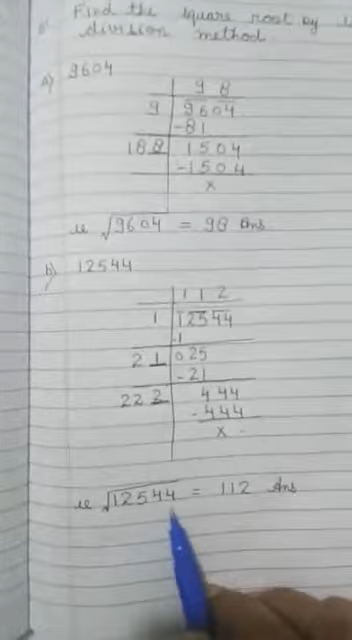 Find the square root by
division method
a) 9604
9 8
9 9604
-81
188 1504
-1504
x
ie √9604 = 98 Ans
b) 12544
1 1 2
1 12544
-1
21 025
-21
222 444
-444
x
ie √12544 = 112 Ans